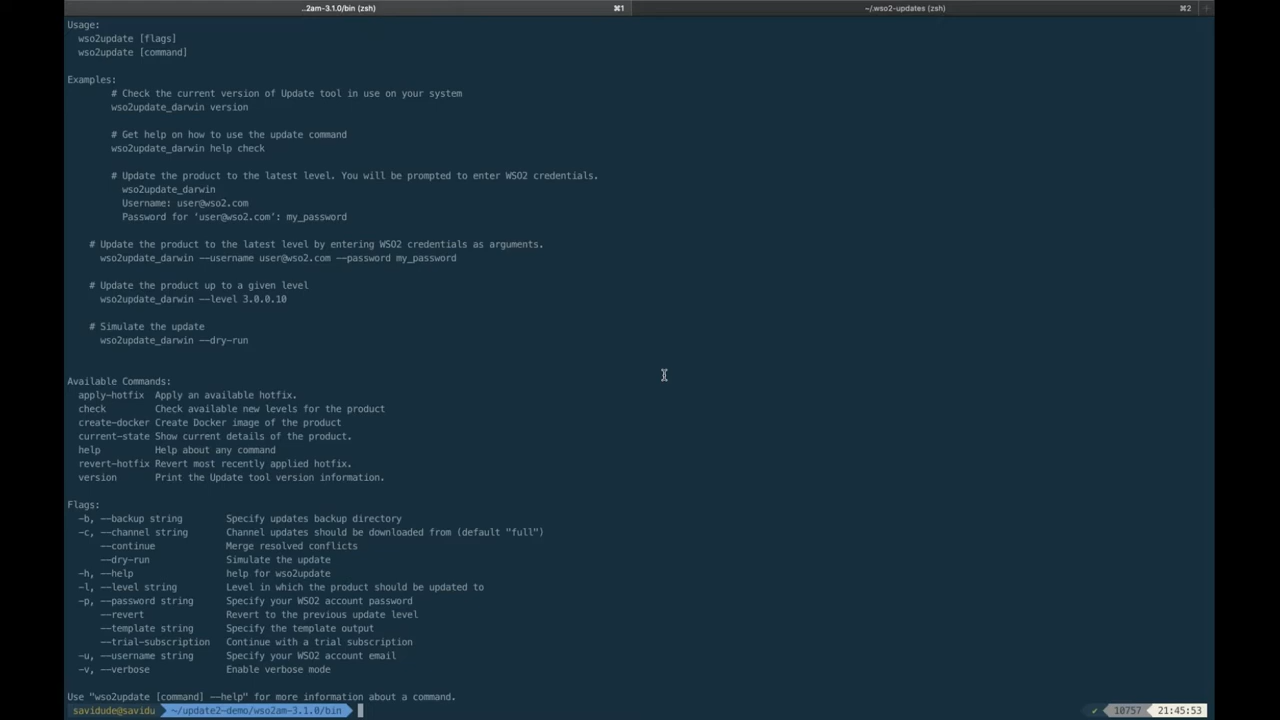 ..2am-3.1.0/bin (zsh) ⌘1 ~/.wso2-updates (zsh) ⌘2 +
Usage:
wso2update [flags]
wso2update [command]
Examples:
# Check the current version of Update tool in use on your system
wso2update_darwin version
# Get help on how to use the update command
wso2update_darwin help check
# Update the product to the latest level. You will be prompted to enter WSO2 credentials.
wso2update_darwin
Username: user@wso2.com
Password for 'user@wso2.com': my_password
# Update the product to the latest level by entering WSO2 credentials as arguments.
wso2update_darwin --username user@wso2.com --password my_password
# Update the product up to a given level
wso2update_darwin --level 3.0.0.10
# Simulate the update
wso2update_darwin --dry-run
Available Commands:
apply-hotfix Apply an available hotfix.
check Check available new levels for the product
create-docker Create Docker image of the product
current-state Show current details of the product.
help Help about any command
revert-hotfix Revert most recently applied hotfix.
version Print the Update tool version information.
Flags:
-b, --backup string Specify updates backup directory
-c, --channel string Channel updates should be downloaded from (default "full")
--continue Merge resolved conflicts
--dry-run Simulate the update
-h, --help help for wso2update
-l, --level string Level in which the product should be updated to
-p, --password string Specify your WSO2 account password
--revert Revert to the previous update level
--template string Specify the template output
--trial-subscription Continue with a trial subscription
-u, --username string Specify your WSO2 account email
-v, --verbose Enable verbose mode
Use "wso2update [command] --help" for more information about a command.
savidude@savidu ~/update2-demo/wso2am-3.1.0/bin ✓ 10757 21:45:53